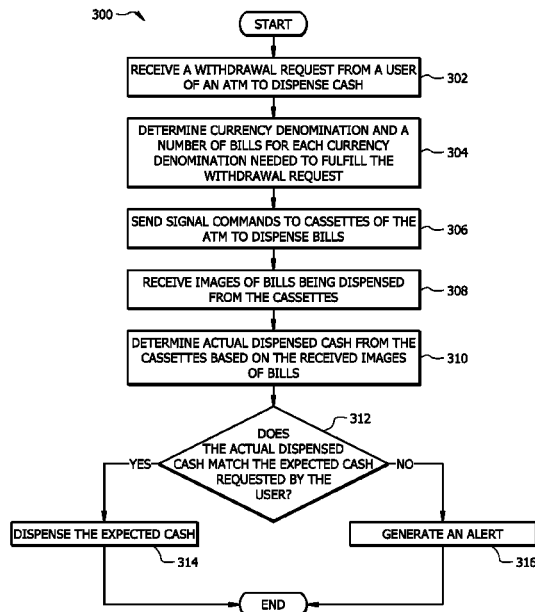 300
START
RECEIVE A WITHDRAWAL REQUEST FROM A USER
OF AN ATM TO DISPENSE CASH
302
DETERMINE CURRENCY DENOMINATION AND A
NUMBER OF BILLS FOR EACH CURRENCY
DENOMINATION NEEDED TO FULFILL THE
WITHDRAWAL REQUEST
304
SEND SIGNAL COMMANDS TO CASSETTES OF THE
ATM TO DISPENSE BILLS
306
RECEIVE IMAGES OF BILLS BEING DISPENSED
FROM THE CASSETTES
308
DETERMINE ACTUAL DISPENSED CASH FROM THE
CASSETTES BASED ON THE RECEIVED IMAGES
OF BILLS
310
312
DOES
THE ACTUAL DISPENSED
CASH MATCH THE EXPECTED CASH
REQUESTED BY THE
USER?
YES
NO
DISPENSE THE EXPECTED CASH
314
GENERATE AN ALERT
316
END